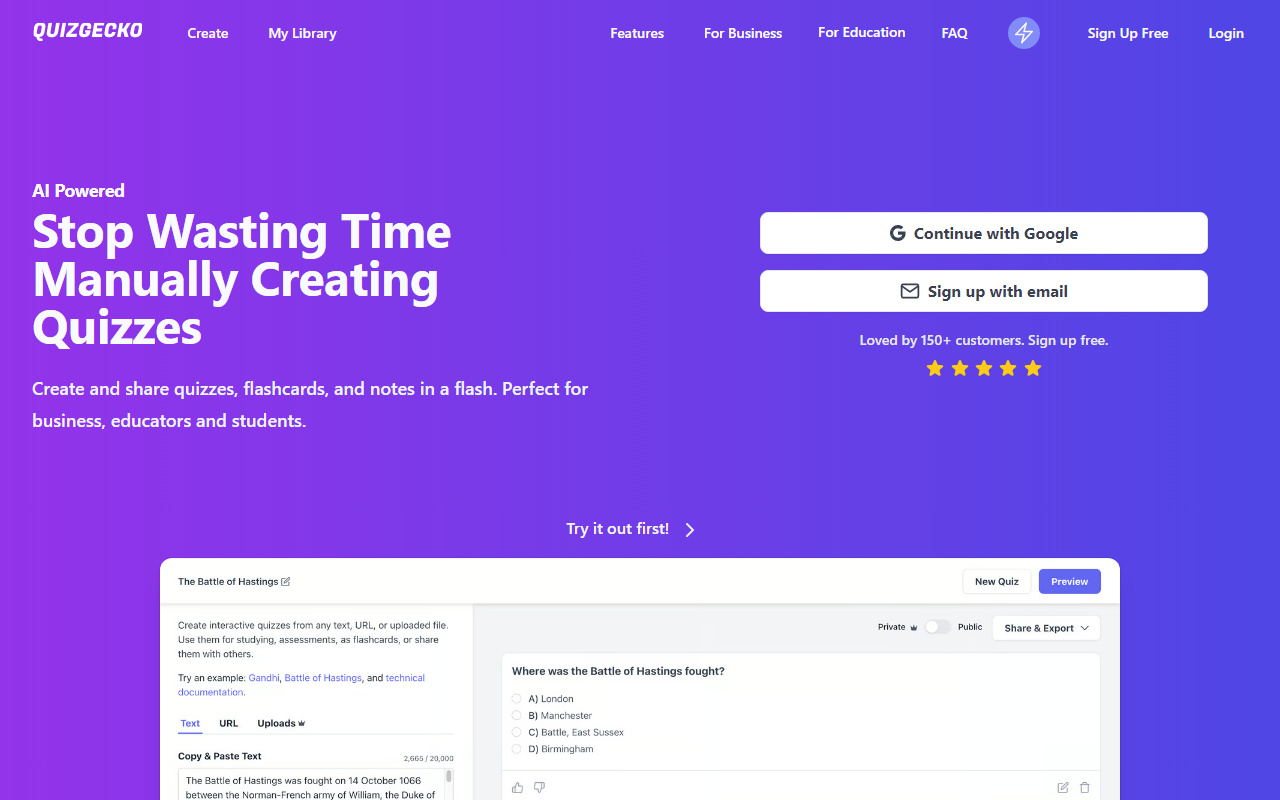 QUIZGECKO
Create
My Library
Features
For Business
For Education
FAQ
Sign Up Free
Login
AI Powered
Stop Wasting Time
Manually Creating
Quizzes
Create and share quizzes, flashcards, and notes in a flash. Perfect for
business, educators and students.
Continue with Google
Sign up with email
Loved by 150+ customers. Sign up free.
Try it out first!
The Battle of Hastings
New Quiz
Preview
Create interactive quizzes from any text, URL, or uploaded file.
Use them for studying, assessments, as flashcards, or share
them with others.
Try an example: Gandhi, Battle of Hastings, and technical
documentation.
Text
URL
Uploads
Copy & Paste Text
2,665 / 20,000
The Battle of Hastings was fought on 14 October 1066
between the Norman-French army of William, the Duke of
Private
Public
Share & Export
Where was the Battle of Hastings fought?
A) London
B) Manchester
C) Battle, East Sussex
D) Birmingham